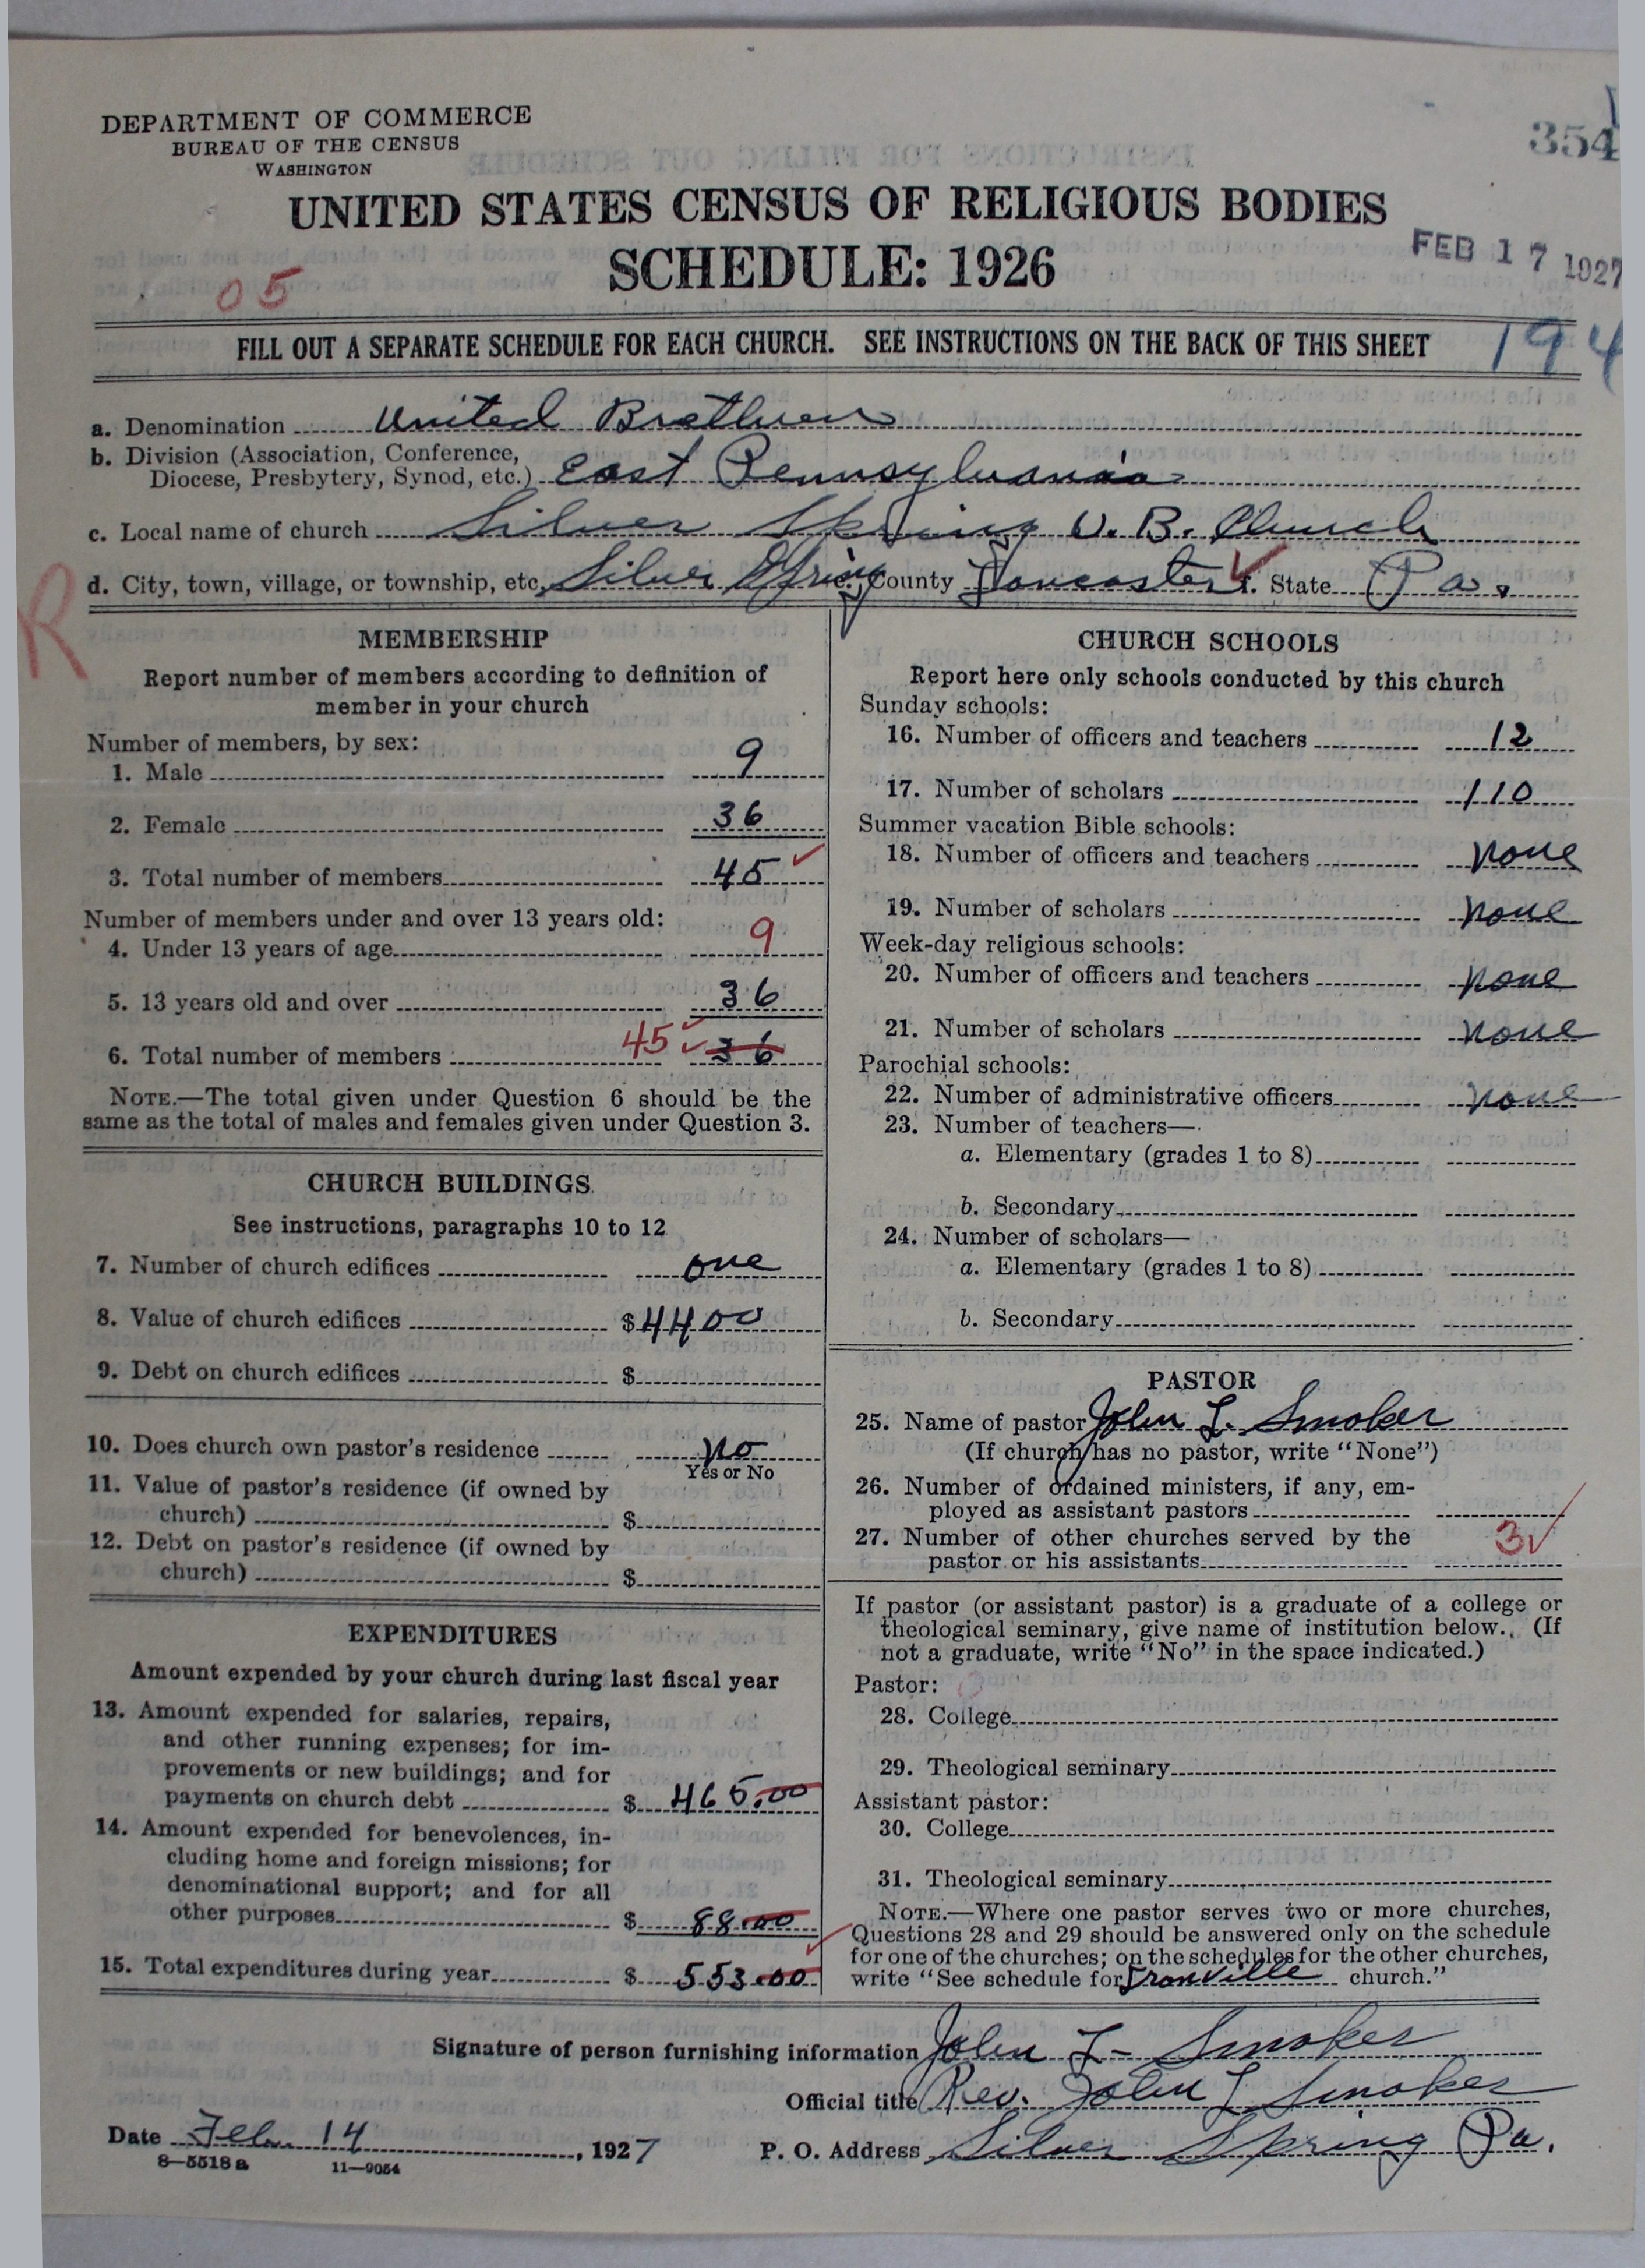 DEPARTMENT OF COMMERCE
BUREAU OF THE CENSUS
WASHINGTON
354
UNITED STATES CENSUS OF RELIGIOUS BODIES
SCHEDULE: 1926
FEB 17 1927
05
FILL OUT A SEPARATE SCHEDULE FOR EACH CHURCH. SEE INSTRUCTIONS ON THE BACK OF THIS SHEET
194
a. Denomination United Brethren
b. Division (Association, Conference,
Diocese, Presbytery, Synod, etc.) East Pennsylvania
c. Local name of church Silver Spring U. B. Church
d. City, town, village, or township, etc. Silver Spring e. County Lancaster f. State Pa.
R
MEMBERSHIP
Report number of members according to definition of
member in your church
Number of members, by sex:
1. Male 9
2. Female 36
3. Total number of members 45 ✓
Number of members under and over 13 years old:
4. Under 13 years of age 9
5. 13 years old and over 36
6. Total number of members 45 ✓ ✓ 36
NOTE.—The total given under Question 6 should be the
same as the total of males and females given under Question 3.
CHURCH BUILDINGS
See instructions, paragraphs 10 to 12
7. Number of church edifices one
8. Value of church edifices $ 4400
9. Debt on church edifices $
10. Does church own pastor's residence no
Yes or No
11. Value of pastor's residence (if owned by
church) $
12. Debt on pastor's residence (if owned by
church) $
EXPENDITURES
Amount expended by your church during last fiscal year
13. Amount expended for salaries, repairs,
and other running expenses; for im-
provements or new buildings; and for
payments on church debt $ 465.00
14. Amount expended for benevolences, in-
cluding home and foreign missions; for
denominational support; and for all
other purposes $ 88.00
15. Total expenditures during year $ 553.00 ✓
CHURCH SCHOOLS
Report here only schools conducted by this church
Sunday schools:
16. Number of officers and teachers 12
17. Number of scholars 110
Summer vacation Bible schools:
18. Number of officers and teachers none
19. Number of scholars none
Week-day religious schools:
20. Number of officers and teachers none
21. Number of scholars none
Parochial schools:
22. Number of administrative officers none
23. Number of teachers—
a. Elementary (grades 1 to 8)
b. Secondary
24. Number of scholars—
a. Elementary (grades 1 to 8)
b. Secondary
PASTOR
25. Name of pastor John L. Smoker
(If church has no pastor, write "None")
26. Number of ordained ministers, if any, em-
ployed as assistant pastors
27. Number of other churches served by the
pastor or his assistants 3 ✓
If pastor (or assistant pastor) is a graduate of a college or
theological seminary, give name of institution below. (If
not a graduate, write "No" in the space indicated.)
Pastor:
28. College
29. Theological seminary
Assistant pastor:
30. College
31. Theological seminary
NOTE.—Where one pastor serves two or more churches,
Questions 28 and 29 should be answered only on the schedule
for one of the churches; on the schedules for the other churches,
write "See schedule for Ironville church."
Signature of person furnishing information John L. Smoker
Official title Rev. John L Smoker
Date Feb. 14, 1927
P. O. Address Silver Spring Pa.
8—5518 a
11—9054